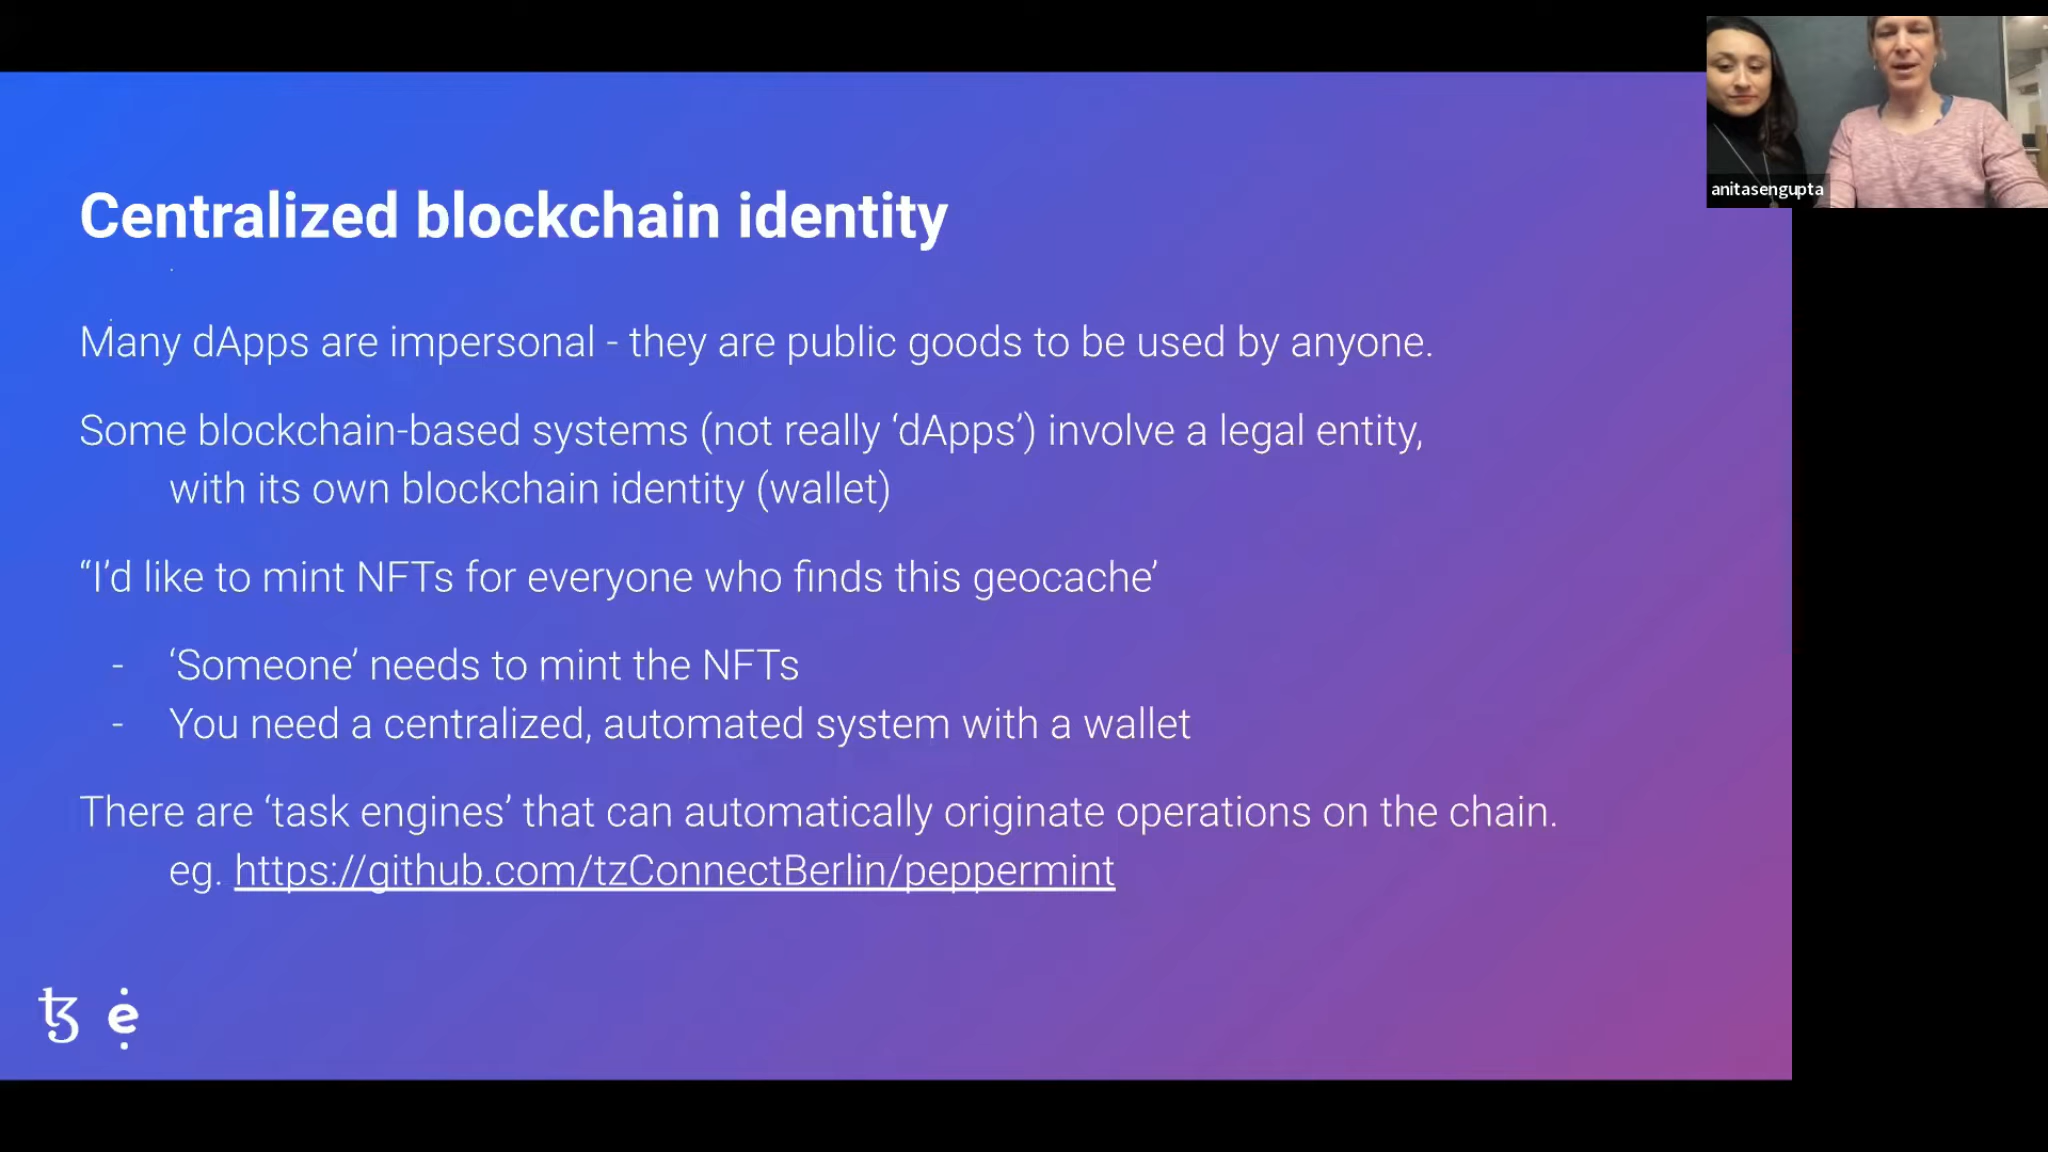 anitasengupta
Centralized blockchain identity
Many dApps are impersonal - they are public goods to be used by anyone.
Some blockchain-based systems (not really ‘dApps’) involve a legal entity,
with its own blockchain identity (wallet)
“I’d like to mint NFTs for everyone who finds this geocache’
- ‘Someone’ needs to mint the NFTs
- You need a centralized, automated system with a wallet
There are ‘task engines’ that can automatically originate operations on the chain.
eg. https://github.com/tzConnectBerlin/peppermint